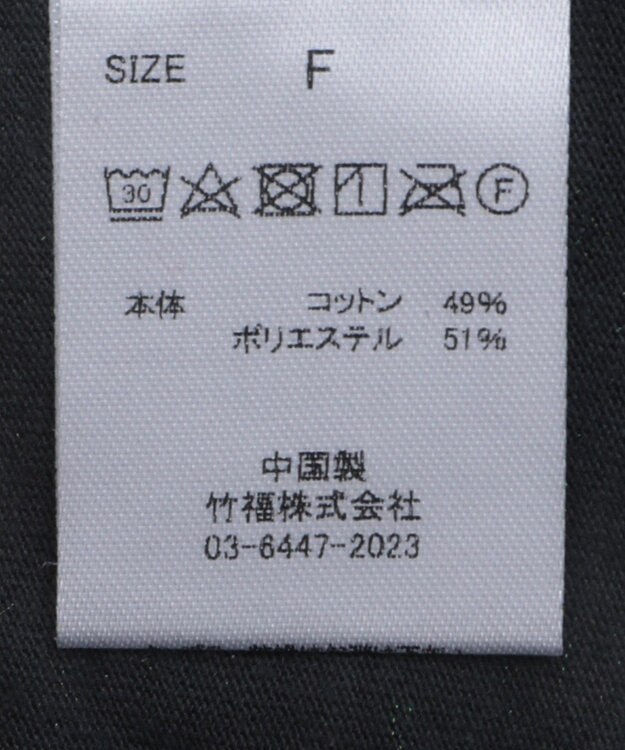 SIZE F
30 F
本体 コットン 49%
ポリエステル 51%
中国製
竹福株式会社
03-6447-2023